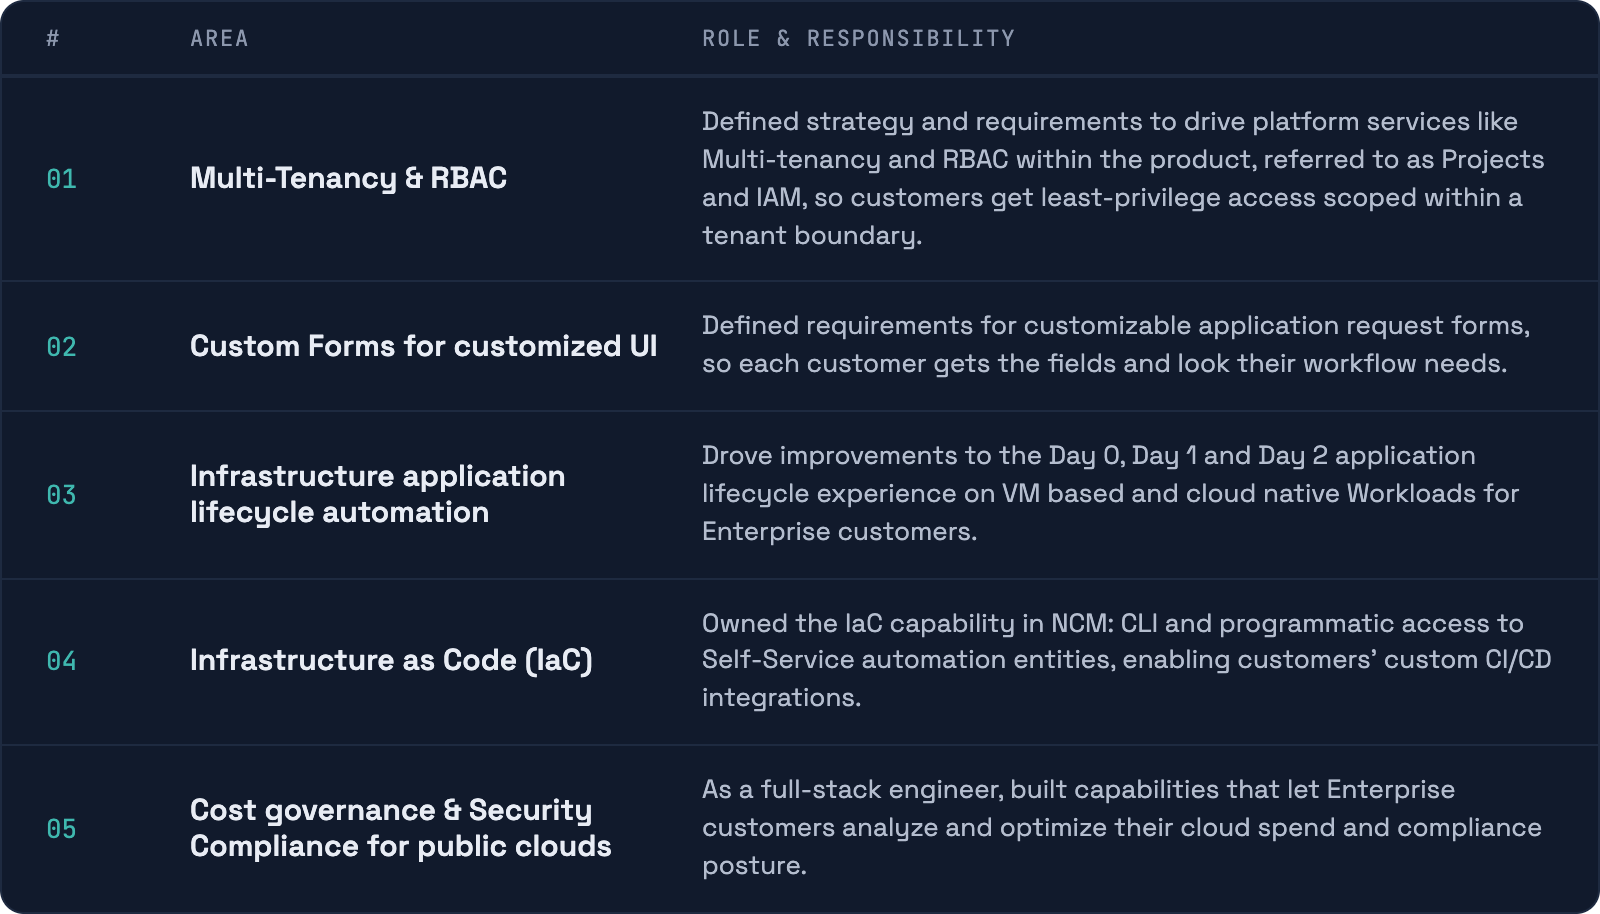 # AREA ROLE & RESPONSIBILITY
01
Multi-Tenancy & RBAC
Defined strategy and requirements to drive platform services like
Multi-tenancy and RBAC within the product, referred to as Projects
and IAM, so customers get least-privilege access scoped within a
tenant boundary.
02
Custom Forms for customized UI
Defined requirements for customizable application request forms,
so each customer gets the fields and look their workflow needs.
03
Infrastructure application
lifecycle automation
Drove improvements to the Day 0, Day 1 and Day 2 application
lifecycle experience on VM based and cloud native Workloads for
Enterprise customers.
04
Infrastructure as Code (IaC)
Owned the IaC capability in NCM: CLI and programmatic access to
Self-Service automation entities, enabling customers’ custom CI/CD
integrations.
05
Cost governance & Security
Compliance for public clouds
As a full-stack engineer, built capabilities that let Enterprise
customers analyze and optimize their cloud spend and compliance
posture.